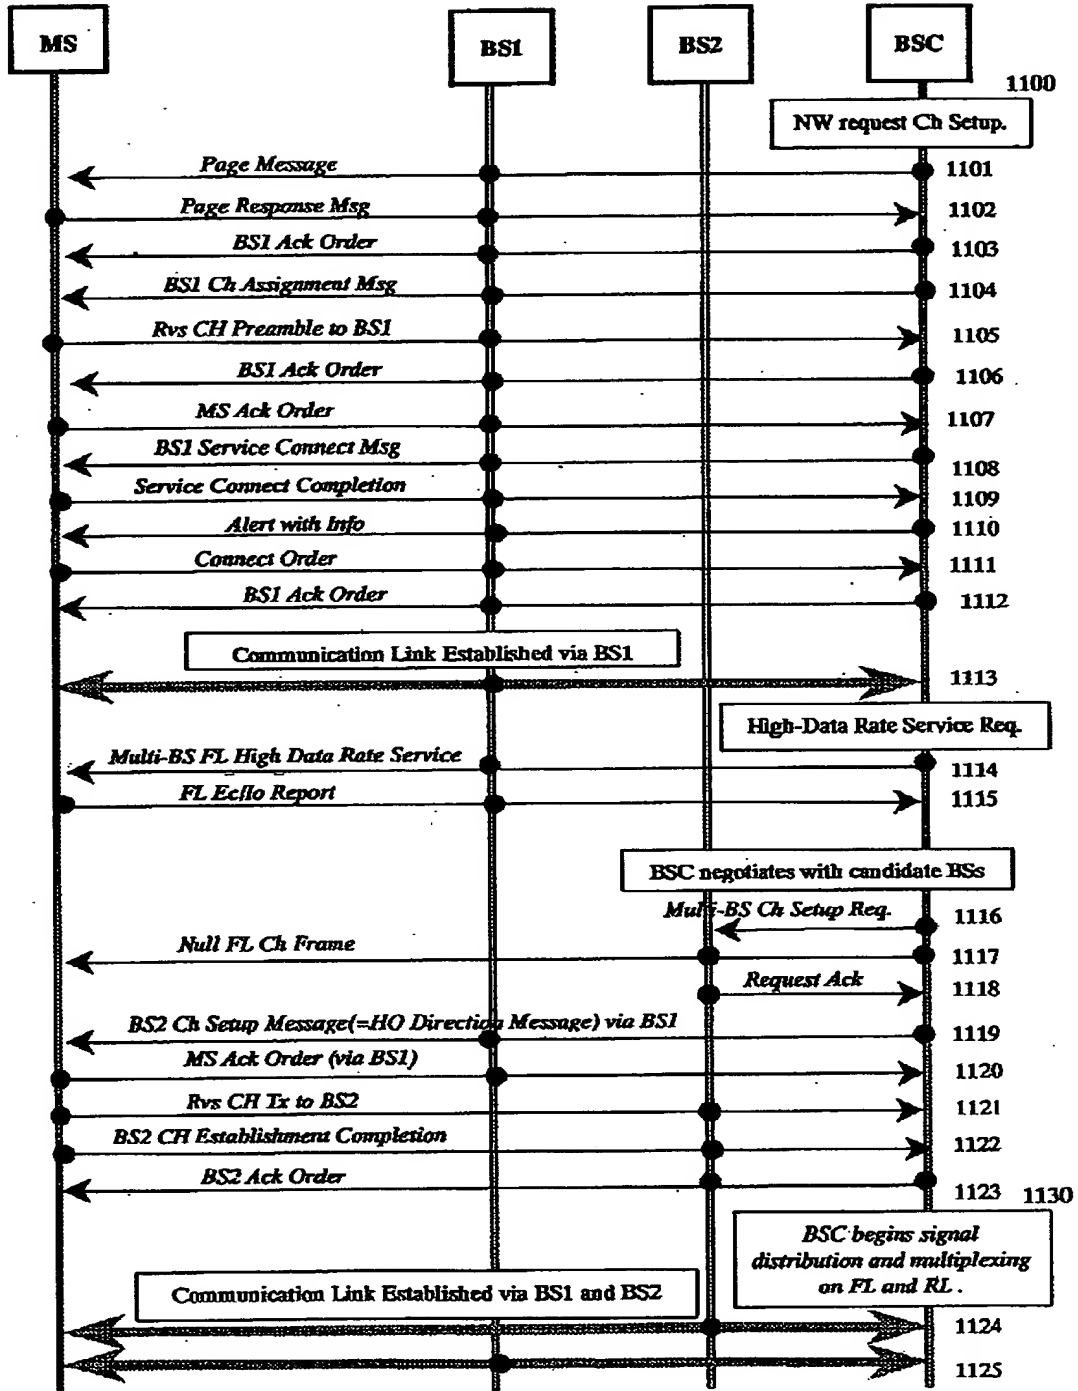 MS
BS1
BS2
BSC
1100
NW request Ch Setup.
Page Message
1101
Page Response Msg
1102
BS1 Ack Order
1103
BS1 Ch Assignment Msg
1104
Rvs CH Preamble to BS1
1105
BS1 Ack Order
1106
MS Ack Order
1107
BS1 Service Connect Msg
1108
Service Connect Completion
1109
Alert with Info
1110
Connect Order
1111
BS1 Ack Order
1112
Communication Link Established via BS1
1113
High-Data Rate Service Req.
Multi-BS FL High Data Rate Service
1114
FL Ec/Io Report
1115
BSC negotiates with candidate BSs
Multi-BS Ch Setup Req.
1116
Null FL Ch Frame
1117
Request Ack
1118
BS2 Ch Setup Message(=HO Direction Message) via BS1
1119
MS Ack Order (via BS1)
1120
Rvs CH Tx to BS2
1121
BS2 CH Establishment Completion
1122
BS2 Ack Order
1123
1130
BSC begins signal
distribution and multiplexing
on FL and RL .
Communication Link Established via BS1 and BS2
1124
1125